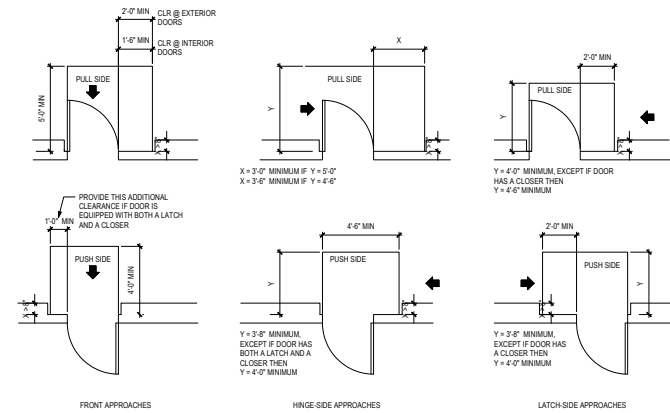 2'-0" MIN
CLR @ EXTERIOR
DOORS
1'-6" MIN
CLR @ INTERIOR
DOORS
PULL SIDE
5'-0" MIN
X > 8"
X
PULL SIDE
Y
X > 8"
X = 3'-0" MINIMUM IF Y = 5'-0"
X = 3'-6" MINIMUM IF Y = 4'-6"
2'-0" MIN
PULL SIDE
Y
X > 8"
Y = 4'-0" MINIMUM, EXCEPT IF DOOR
HAS A CLOSER THEN
Y = 4'-6" MINIMUM
PROVIDE THIS ADDITIONAL
CLEARANCE IF DOOR IS
EQUIPPED WITH BOTH A LATCH
AND A CLOSER
1'-0" MIN
PUSH SIDE
4'-0" MIN
X > 8"
4'-6" MIN
PUSH SIDE
Y
X > 8"
Y = 3'-8" MINIMUM,
EXCEPT IF DOOR HAS
BOTH A LATCH AND A
CLOSER THEN
Y = 4'-0" MINIMUM
2'-0" MIN
PUSH SIDE
Y
X > 8"
Y = 3'-8" MINIMUM,
EXCEPT IF DOOR HAS
A CLOSER THEN
Y = 4'-0" MINIMUM
FRONT APPROACHES
HINGE-SIDE APPROACHES
LATCH-SIDE APPROACHES